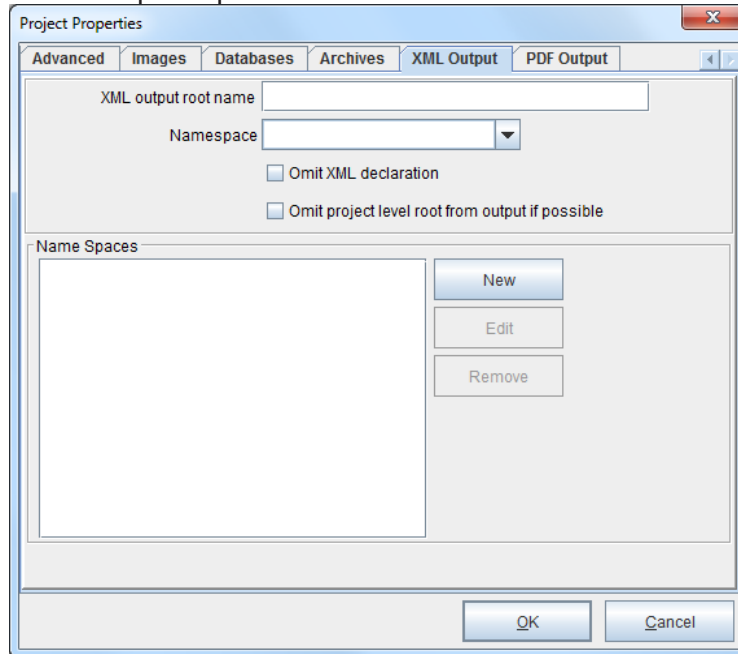 Project Properties
Advanced Images Databases Archives XML Output PDF Output
XML output root name
Namespace
Omit XML declaration
Omit project level root from output if possible
Name Spaces
New
Edit
Remove
OK Cancel